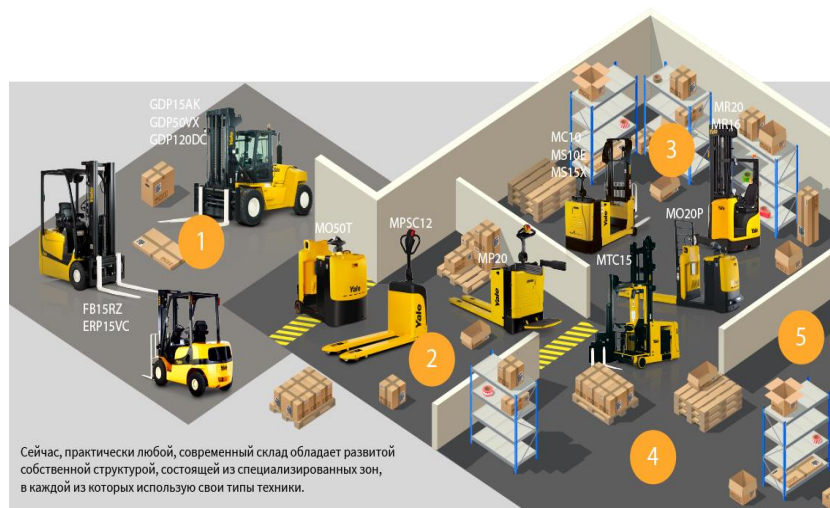 GDP15AK
GDP50VX
GDP120DC
MR20
MR16
MC10
MS10E
MS15X
3
1
MO50T
MPSC12
MO20P
MP20
MTC15
FB15RZ
ERP15VC
Yale
Yale
Yale
Yale
2
5
4
Сейчас, практически любой, современный склад обладает развитой
собственной структурой, состоящей из специализированных зон,
в каждой из которых использую свои типы техники.